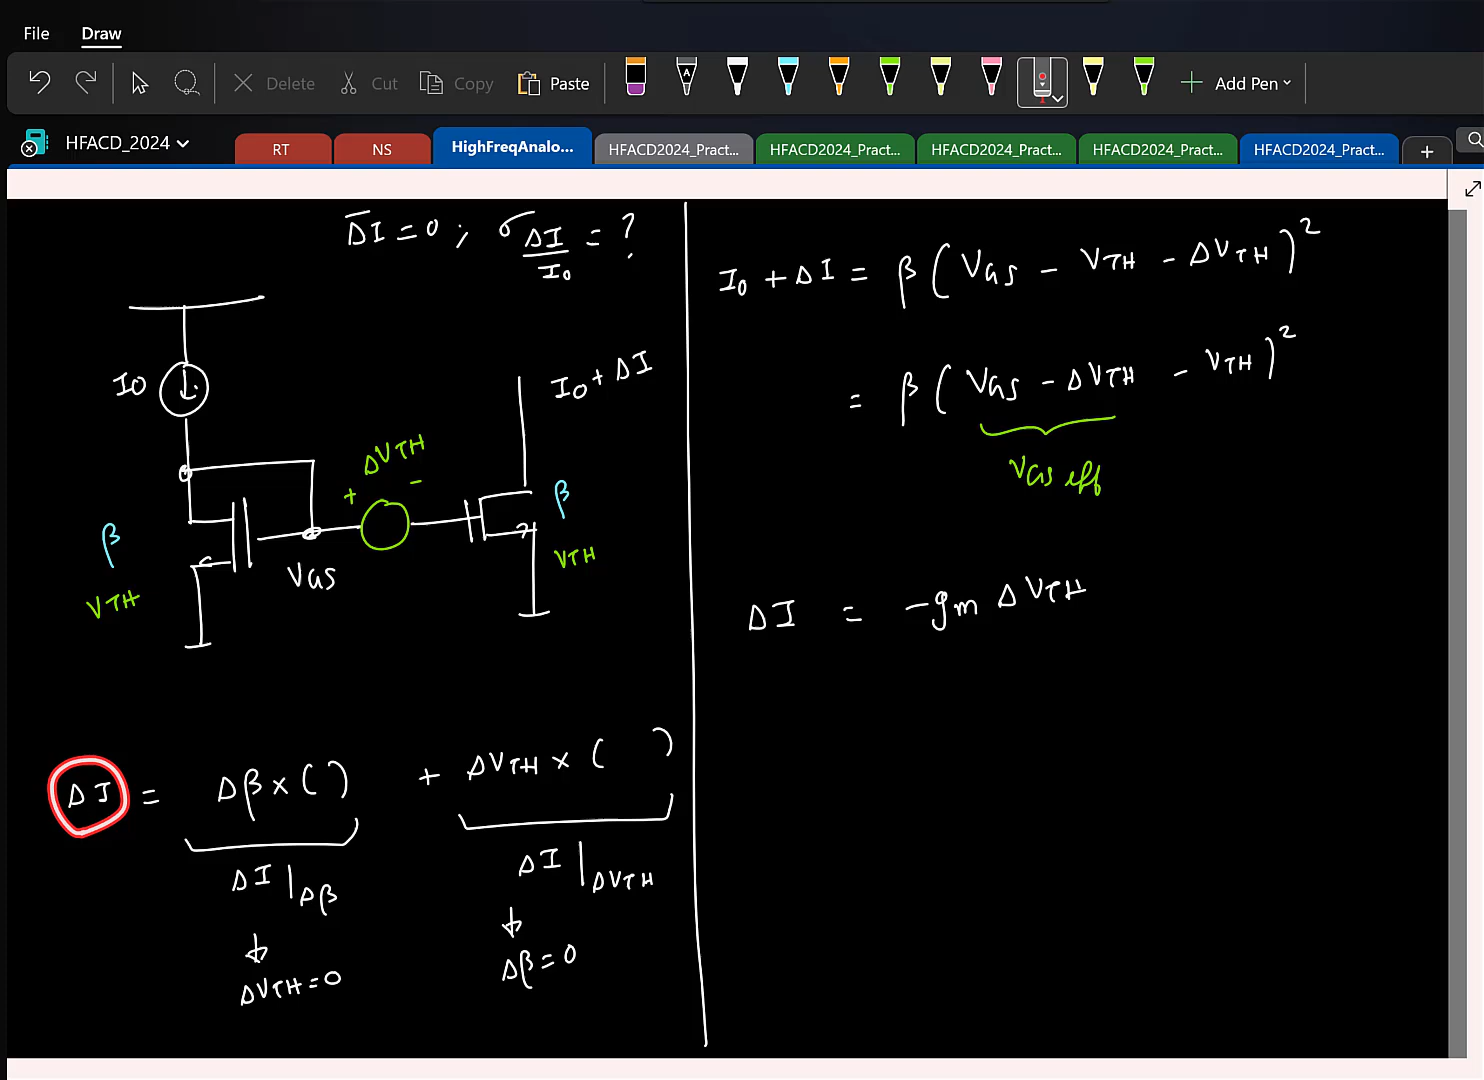 File Draw
Delete Cut Copy Paste A Add Pen
HFACD_2024 RT NS HighFreqAnalo... HFACD2024_Pract... HFACD2024_Pract... HFACD2024_Pract... HFACD2024_Pract... HFACD2024_Pract...
Δ̅I̅ = 0 ; σ ΔI/I₀ = ?
I₀
I₀ + ΔI
ΔVTH
+ -
β
VTH
VGS
β
VTH
ΔI = Δβ × ( ) + ΔVTH × ( )
ΔI |Δβ ΔI |ΔVTH
ΔVTH = 0 Δβ = 0
I₀ + ΔI = β ( VGS - VTH - ΔVTH )²
= β ( VGS - ΔVTH - VTH )²
VGS eff
ΔI = -gm ΔVTH